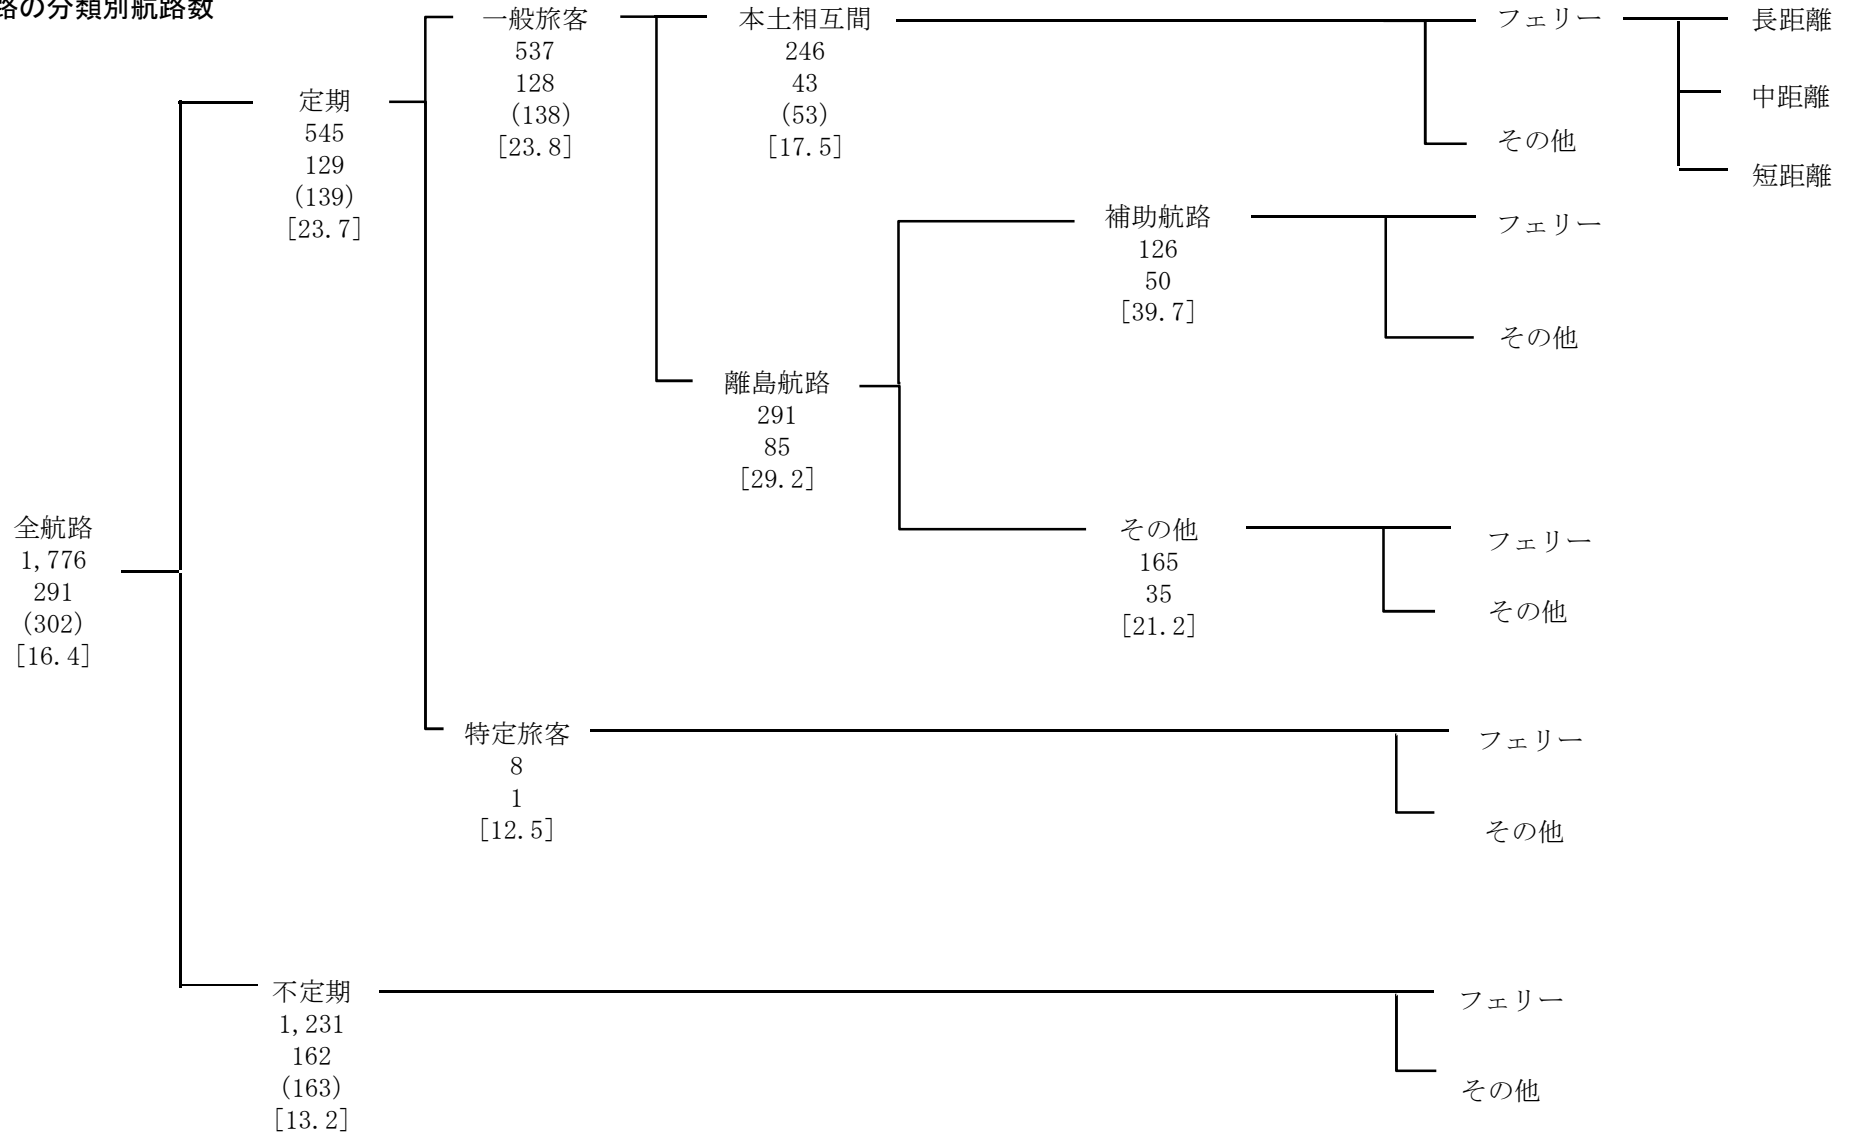 路の分類別航路数
全航路
1,776
291
(302)
[16.4]
定期
545
129
(139)
[23.7]
一般旅客
537
128
(138)
[23.8]
本土相互間
246
43
(53)
[17.5]
フェリー
長距離
中距離
短距離
その他
離島航路
291
85
[29.2]
補助航路
126
50
[39.7]
フェリー
その他
その他
165
35
[21.2]
フェリー
その他
特定旅客
8
1
[12.5]
フェリー
その他
不定期
1,231
162
(163)
[13.2]
フェリー
その他